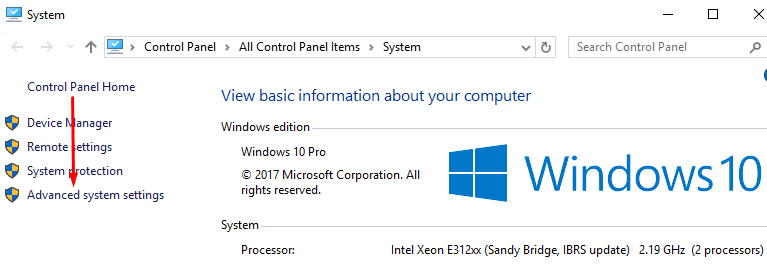 System
Control Panel > All Control Panel Items > System
Search Control Panel
Control Panel Home
Device Manager
Remote settings
System protection
Advanced system settings
View basic information about your computer
Windows edition
Windows 10 Pro
© 2017 Microsoft Corporation. All
rights reserved.
Windows 10
System
Processor: Intel Xeon E312xx (Sandy Bridge, IBRS update) 2.19 GHz (2 processors)